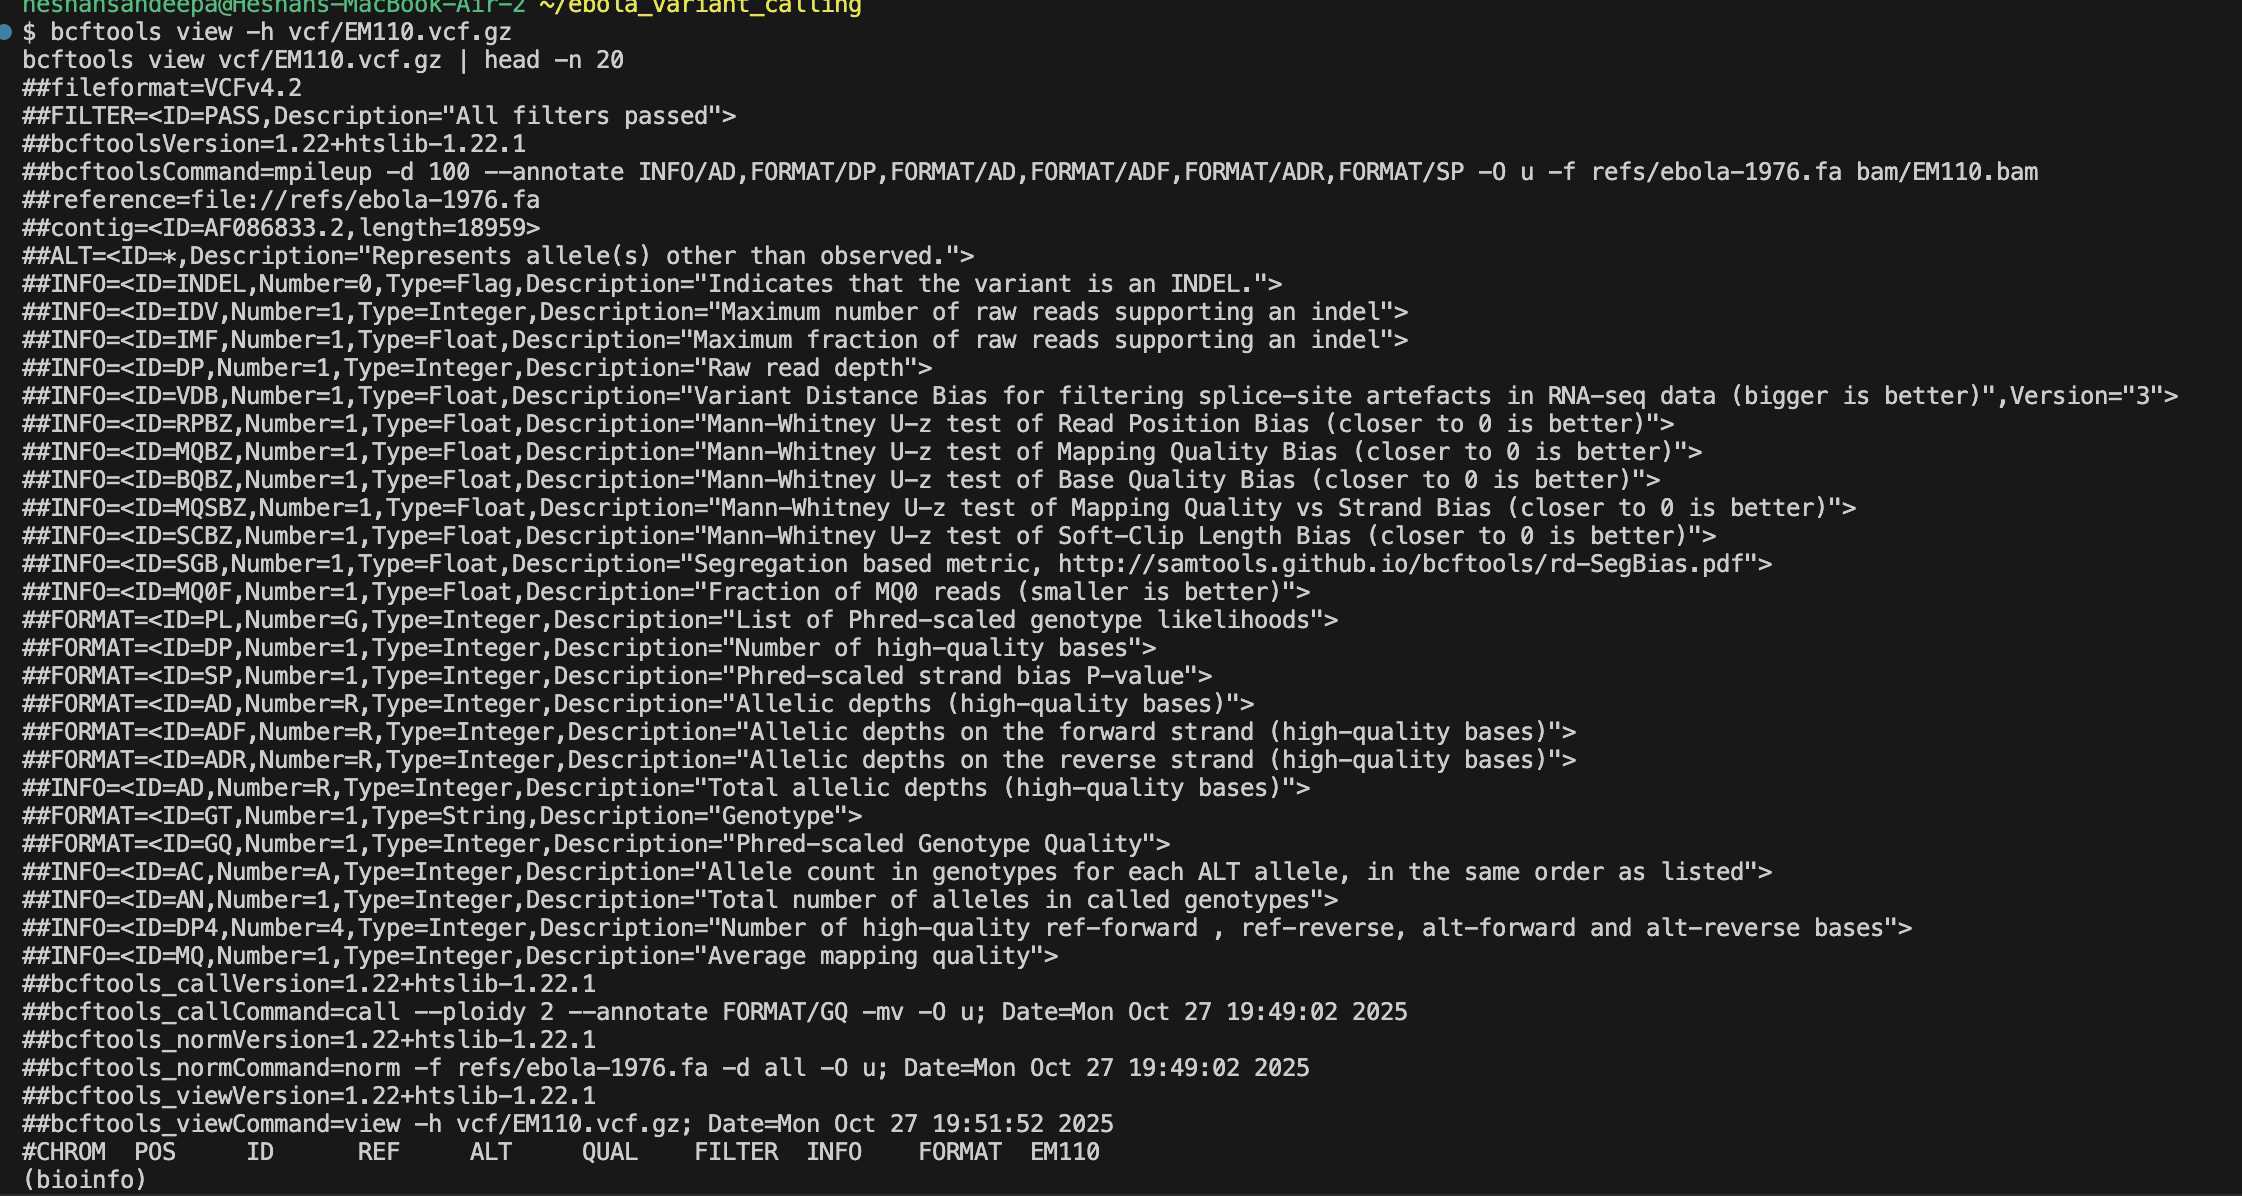 heshansandeepa@Heshans-MacBook-Air-2 ~/ebola_variant_calling
$ bcftools view -h vcf/EM110.vcf.gz
bcftools view vcf/EM110.vcf.gz | head -n 20
##fileformat=VCFv4.2
##FILTER=<ID=PASS,Description="All filters passed">
##bcftoolsVersion=1.22+htslib-1.22.1
##bcftoolsCommand=mpileup -d 100 --annotate INFO/AD,FORMAT/DP,FORMAT/AD,FORMAT/ADF,FORMAT/ADR,FORMAT/SP -O u -f refs/ebola-1976.fa bam/EM110.bam
##reference=file://refs/ebola-1976.fa
##contig=<ID=AF086833.2,length=18959>
##ALT=<ID=*,Description="Represents allele(s) other than observed.">
##INFO=<ID=INDEL,Number=0,Type=Flag,Description="Indicates that the variant is an INDEL.">
##INFO=<ID=IDV,Number=1,Type=Integer,Description="Maximum number of raw reads supporting an indel">
##INFO=<ID=IMF,Number=1,Type=Float,Description="Maximum fraction of raw reads supporting an indel">
##INFO=<ID=DP,Number=1,Type=Integer,Description="Raw read depth">
##INFO=<ID=VDB,Number=1,Type=Float,Description="Variant Distance Bias for filtering splice-site artefacts in RNA-seq data (bigger is better)",Version="3">
##INFO=<ID=RPBZ,Number=1,Type=Float,Description="Mann-Whitney U-z test of Read Position Bias (closer to 0 is better)">
##INFO=<ID=MQBZ,Number=1,Type=Float,Description="Mann-Whitney U-z test of Mapping Quality Bias (closer to 0 is better)">
##INFO=<ID=BQBZ,Number=1,Type=Float,Description="Mann-Whitney U-z test of Base Quality Bias (closer to 0 is better)">
##INFO=<ID=MQSBZ,Number=1,Type=Float,Description="Mann-Whitney U-z test of Mapping Quality vs Strand Bias (closer to 0 is better)">
##INFO=<ID=SCBZ,Number=1,Type=Float,Description="Mann-Whitney U-z test of Soft-Clip Length Bias (closer to 0 is better)">
##INFO=<ID=SGB,Number=1,Type=Float,Description="Segregation based metric, http://samtools.github.io/bcftools/rd-SegBias.pdf">
##INFO=<ID=MQ0F,Number=1,Type=Float,Description="Fraction of MQ0 reads (smaller is better)">
##FORMAT=<ID=PL,Number=G,Type=Integer,Description="List of Phred-scaled genotype likelihoods">
##FORMAT=<ID=DP,Number=1,Type=Integer,Description="Number of high-quality bases">
##FORMAT=<ID=SP,Number=1,Type=Integer,Description="Phred-scaled strand bias P-value">
##FORMAT=<ID=AD,Number=R,Type=Integer,Description="Allelic depths (high-quality bases)">
##FORMAT=<ID=ADF,Number=R,Type=Integer,Description="Allelic depths on the forward strand (high-quality bases)">
##FORMAT=<ID=ADR,Number=R,Type=Integer,Description="Allelic depths on the reverse strand (high-quality bases)">
##INFO=<ID=AD,Number=R,Type=Integer,Description="Total allelic depths (high-quality bases)">
##FORMAT=<ID=GT,Number=1,Type=String,Description="Genotype">
##FORMAT=<ID=GQ,Number=1,Type=Integer,Description="Phred-scaled Genotype Quality">
##INFO=<ID=AC,Number=A,Type=Integer,Description="Allele count in genotypes for each ALT allele, in the same order as listed">
##INFO=<ID=AN,Number=1,Type=Integer,Description="Total number of alleles in called genotypes">
##INFO=<ID=DP4,Number=4,Type=Integer,Description="Number of high-quality ref-forward , ref-reverse, alt-forward and alt-reverse bases">
##INFO=<ID=MQ,Number=1,Type=Integer,Description="Average mapping quality">
##bcftools_callVersion=1.22+htslib-1.22.1
##bcftools_callCommand=call --ploidy 2 --annotate FORMAT/GQ -mv -O u; Date=Mon Oct 27 19:49:02 2025
##bcftools_normVersion=1.22+htslib-1.22.1
##bcftools_normCommand=norm -f refs/ebola-1976.fa -d all -O u; Date=Mon Oct 27 19:49:02 2025
##bcftools_viewVersion=1.22+htslib-1.22.1
##bcftools_viewCommand=view -h vcf/EM110.vcf.gz; Date=Mon Oct 27 19:51:52 2025
#CHROM  POS     ID      REF     ALT     QUAL    FILTER  INFO    FORMAT  EM110
(bioinfo)